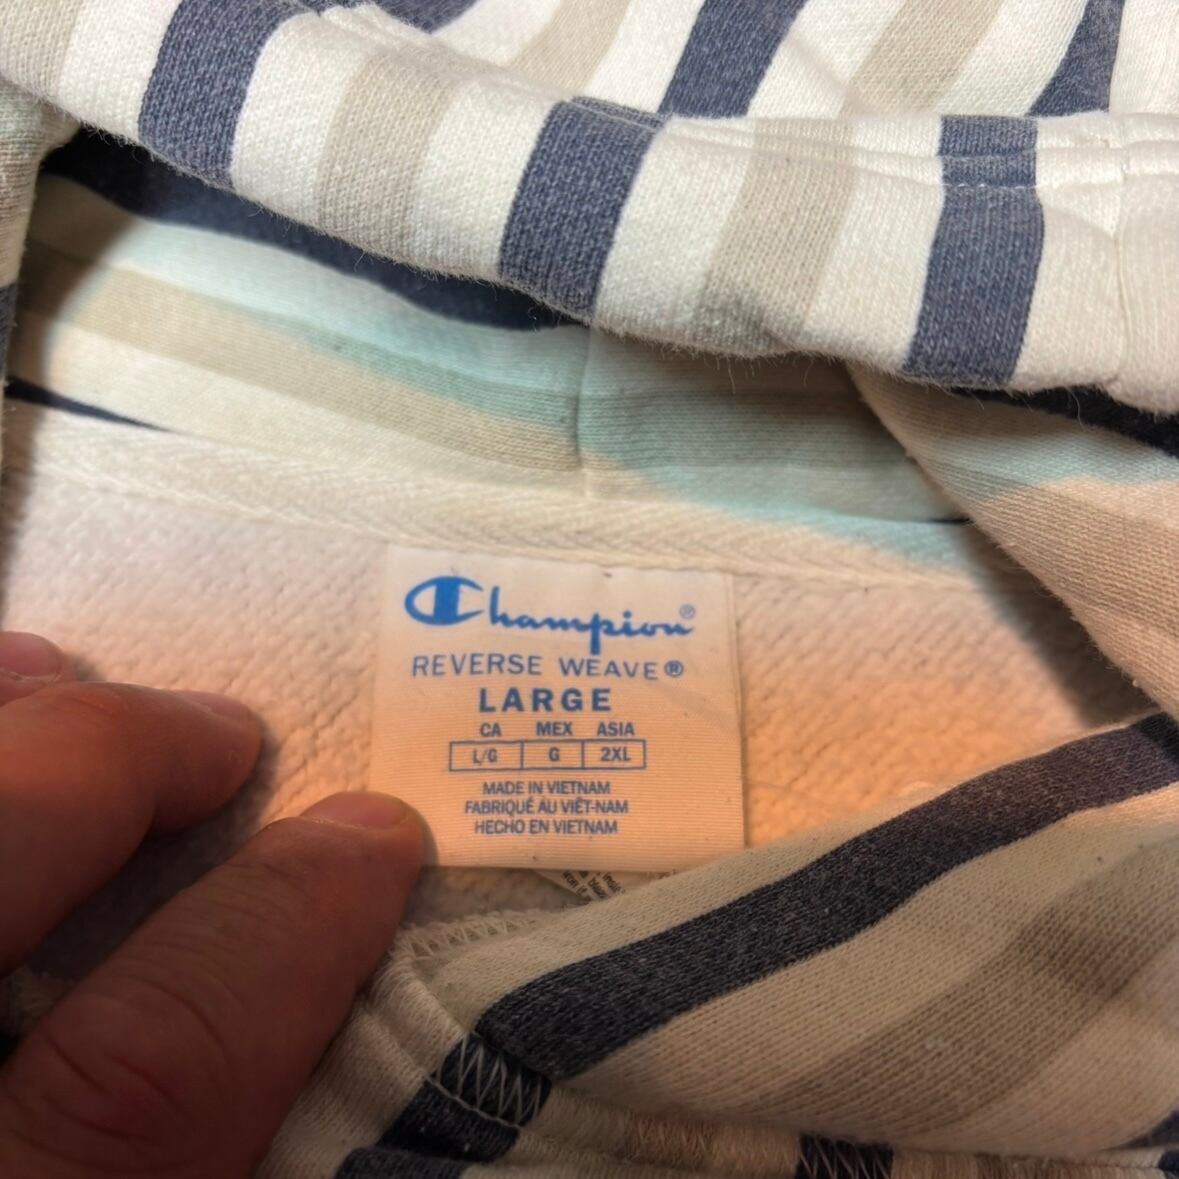 Champion®
REVERSE WEAVE®
LARGE
CA MEX ASIA
L/G G 2XL
MADE IN VIETNAM
FABRIQUÉ AU VIÊT-NAM
HECHO EN VIETNAM